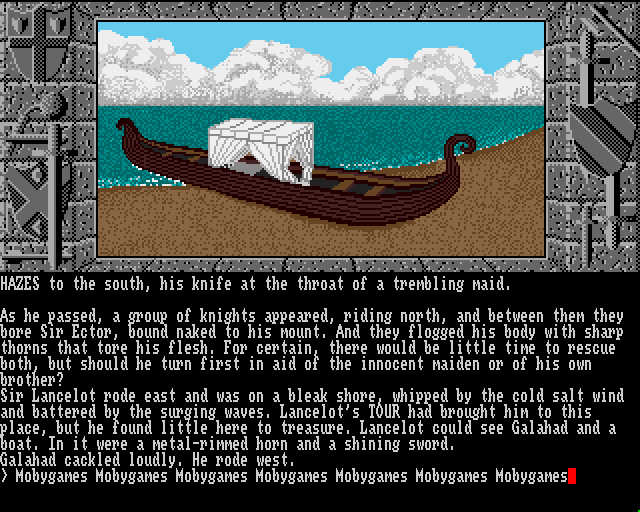 HAZES to the south, his knife at the throat of a trembling maid.
As he passed, a group of knights appeared, riding north, and between them they
bore Sir Ector, bound naked to his mount. And they flogged his body with sharp
thorns that tore his flesh. For certain, there would be little time to rescue
both, but should he turn first in aid of the innocent maiden or of his own
brother?
Sir Lancelot rode east and was on a bleak shore, whipped by the cold salt wind
and battered by the surging waves. Lancelot's TOUR had brought him to this
place, but he found little here to treasure. Lancelot could see Galahad and a
boat. In it were a metal-rimmed horn and a shining sword.
Galahad cackled loudly. He rode west.
> Mobygames Mobygames Mobygames Mobygames Mobygames Mobygames Mobygames